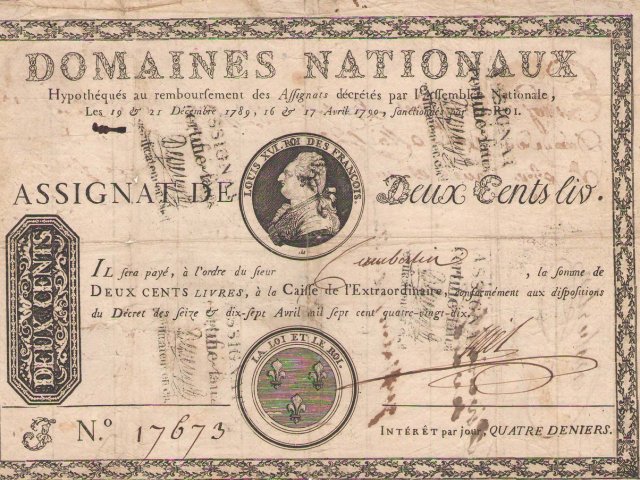 DOMAINES NATIONAUX
Hypothéqués au remboursement des Assignats décrétés par l'Assemblée Nationale,
Les 19 & 21 Décembre 1789, 16 & 17 Avril 1790, sanctionnés par
ASSIGNAT DE
LOUIS XVI. ROI DES FRANÇOIS.
Deux Cents liv.
DEUX CENTS
IL sera payé, à l'ordre du sieur , la somme de
DEUX CENTS LIVRES, à la Caisse de l'Extraordinaire, conformément aux dispositions
du Décret des seize & dix-sept Avril mil sept cent quatre-vingt-dix.
LA LOI ET LE ROI.
N.º 17673
INTÉRÊT par jour, QUATRE DENIERS.